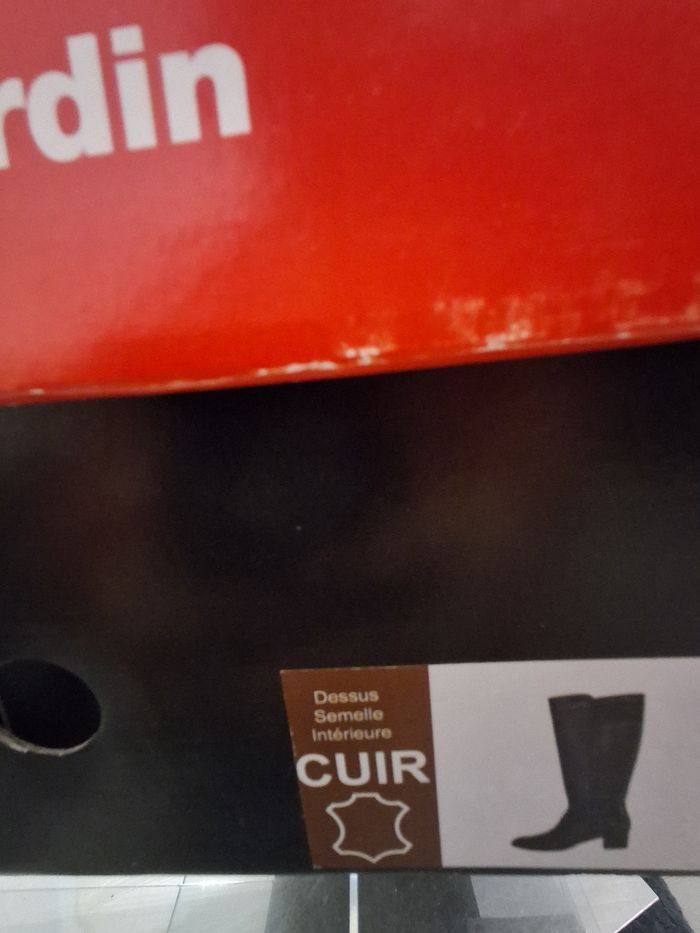 rdin
Dessus
Semelle
Intérieure
CUIR